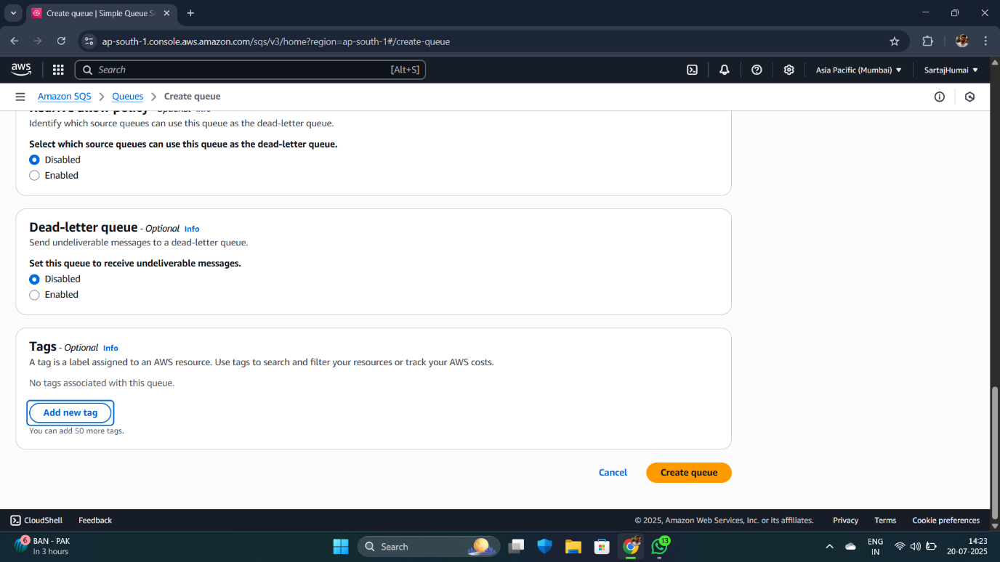 Create queue | Simple Queue S
ap-south-1.console.aws.amazon.com/sqs/v3/home?region=ap-south-1#/create-queue
aws
Search [Alt+S]
Asia Pacific (Mumbai)
SartajHumai
Amazon SQS
Queues
Create queue
Redrive allow policy - Optional Info
Identify which source queues can use this queue as the dead-letter queue.
Select which source queues can use this queue as the dead-letter queue.
Disabled
Enabled
Dead-letter queue - Optional Info
Send undeliverable messages to a dead-letter queue.
Set this queue to receive undeliverable messages.
Disabled
Enabled
Tags - Optional Info
A tag is a label assigned to an AWS resource. Use tags to search and filter your resources or track your AWS costs.
No tags associated with this queue.
Add new tag
You can add 50 more tags.
Cancel
Create queue
CloudShell
Feedback
© 2025, Amazon Web Services, Inc. or its affiliates.
Privacy
Terms
Cookie preferences
6
BAN - PAK
In 3 hours
Search
13
ENG
IN
14:23
20-07-2025